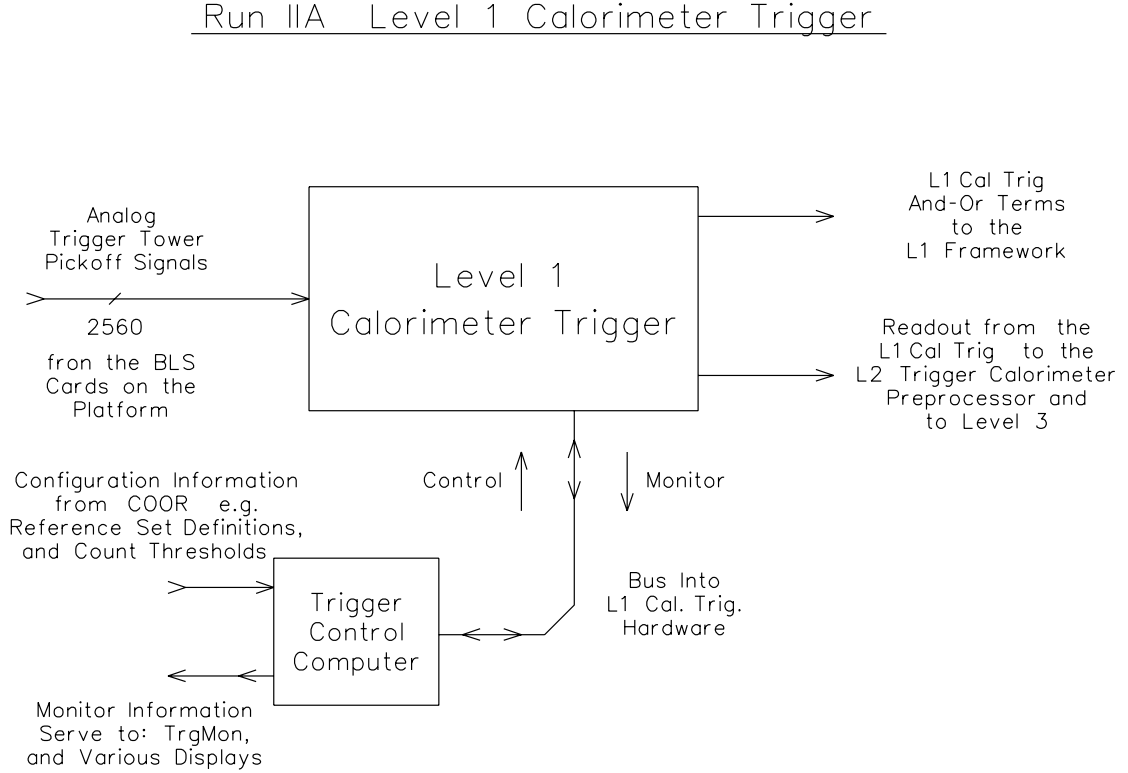 Run IIA Level 1 Calorimeter Trigger
Analog
Trigger Tower
Pickoff Signals
2560
fron the BLS
Cards on the
Platform
Level 1
Calorimeter Trigger
L1 Cal Trig
And-Or Terms
to the
L1 Framework
Readout from the
L1 Cal Trig to the
L2 Trigger Calorimeter
Preprocessor and
to Level 3
Control
Monitor
Configuration Information
from COOR e.g.
Reference Set Definitions,
and Count Thresholds
Trigger
Control
Computer
Bus Into
L1 Cal. Trig.
Hardware
Monitor Information
Serve to: TrgMon,
and Various Displays